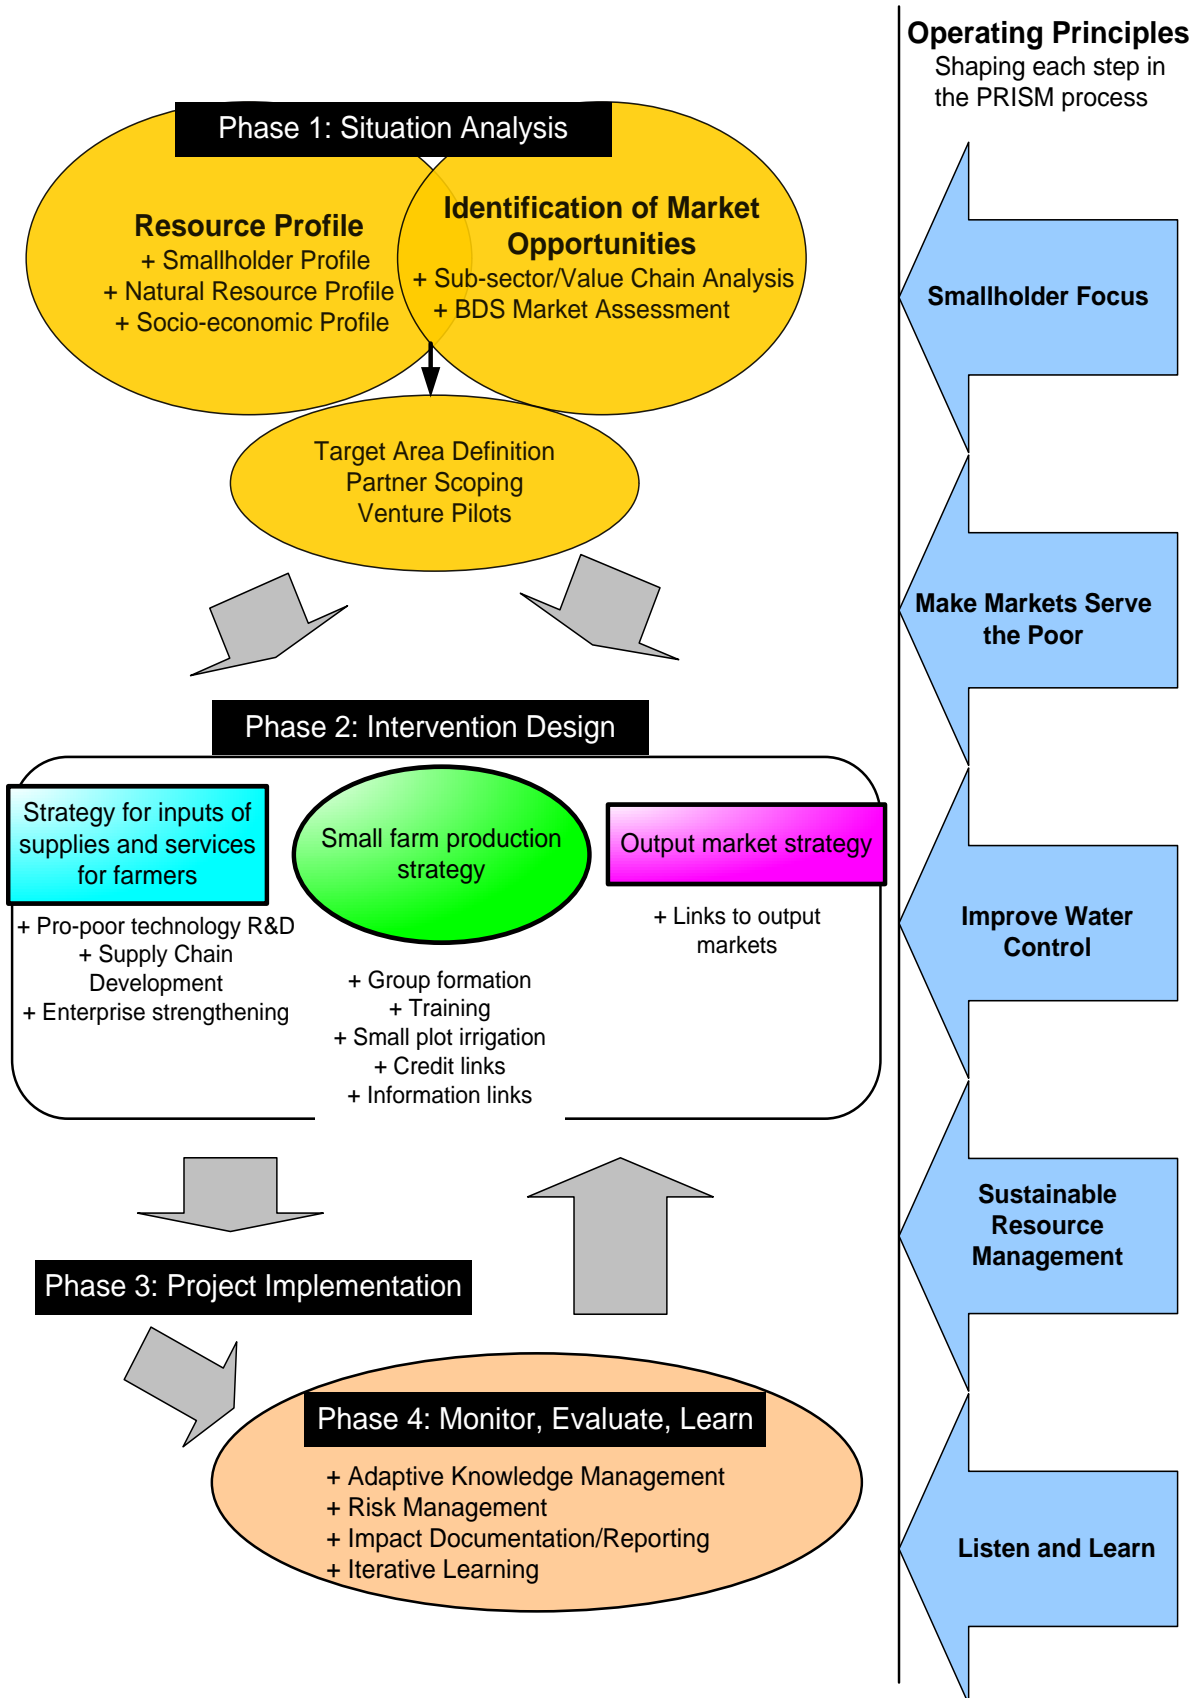 Operating Principles
Shaping each step in
the PRISM process
Phase 1: Situation Analysis
Resource Profile
+ Smallholder Profile
+ Natural Resource Profile
+ Socio-economic Profile
Identification of Market
Opportunities
+ Sub-sector/Value Chain Analysis
+ BDS Market Assessment
Target Area Definition
Partner Scoping
Venture Pilots
Phase 2: Intervention Design
Strategy for inputs of
supplies and services
for farmers
+ Pro-poor technology R&D
+ Supply Chain
Development
+ Enterprise strengthening
Small farm production
strategy
+ Group formation
+ Training
+ Small plot irrigation
+ Credit links
+ Information links
Output market strategy
+ Links to output
markets
Phase 3: Project Implementation
Phase 4: Monitor, Evaluate, Learn
+ Adaptive Knowledge Management
+ Risk Management
+ Impact Documentation/Reporting
+ Iterative Learning
Smallholder Focus
Make Markets Serve
the Poor
Improve Water
Control
Sustainable
Resource
Management
Listen and Learn